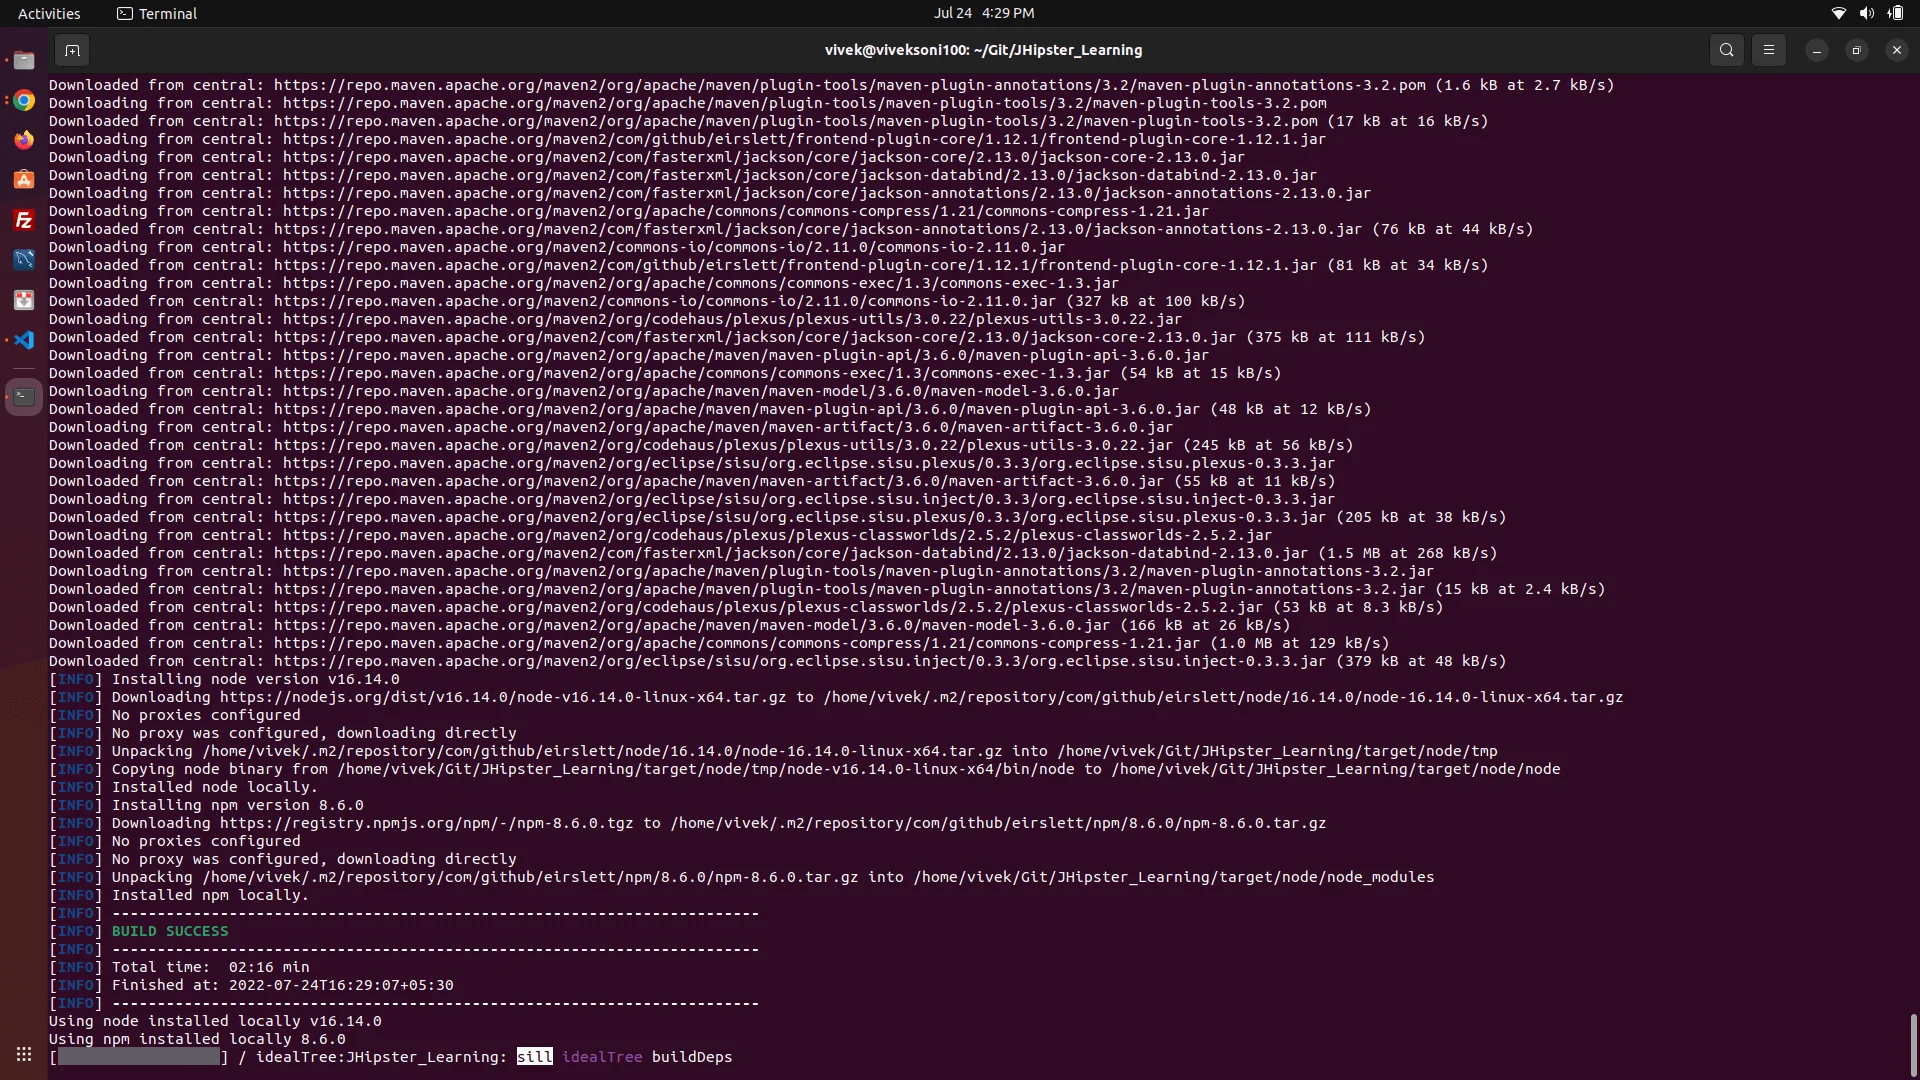 Activities
Terminal
Jul 24 4:29 PM
vivek@viveksoni100: ~/Git/JHipster_Learning
Downloaded from central: https://repo.maven.apache.org/maven2/org/apache/maven/plugin-tools/maven-plugin-annotations/3.2/maven-plugin-annotations-3.2.pom (1.6 kB at 2.7 kB/s)
Downloading from central: https://repo.maven.apache.org/maven2/org/apache/maven/plugin-tools/maven-plugin-tools/3.2/maven-plugin-tools-3.2.pom
Downloaded from central: https://repo.maven.apache.org/maven2/org/apache/maven/plugin-tools/maven-plugin-tools/3.2/maven-plugin-tools-3.2.pom (17 kB at 16 kB/s)
Downloading from central: https://repo.maven.apache.org/maven2/com/github/eirslett/frontend-plugin-core/1.12.1/frontend-plugin-core-1.12.1.jar
Downloading from central: https://repo.maven.apache.org/maven2/com/fasterxml/jackson/core/jackson-core/2.13.0/jackson-core-2.13.0.jar
Downloading from central: https://repo.maven.apache.org/maven2/com/fasterxml/jackson/core/jackson-databind/2.13.0/jackson-databind-2.13.0.jar
Downloading from central: https://repo.maven.apache.org/maven2/com/fasterxml/jackson/core/jackson-annotations/2.13.0/jackson-annotations-2.13.0.jar
Downloading from central: https://repo.maven.apache.org/maven2/org/apache/commons/commons-compress/1.21/commons-compress-1.21.jar
Downloaded from central: https://repo.maven.apache.org/maven2/com/fasterxml/jackson/core/jackson-annotations/2.13.0/jackson-annotations-2.13.0.jar (76 kB at 44 kB/s)
Downloading from central: https://repo.maven.apache.org/maven2/commons-io/commons-io/2.11.0/commons-io-2.11.0.jar
Downloaded from central: https://repo.maven.apache.org/maven2/com/github/eirslett/frontend-plugin-core/1.12.1/frontend-plugin-core-1.12.1.jar (81 kB at 34 kB/s)
Downloading from central: https://repo.maven.apache.org/maven2/org/apache/commons/commons-exec/1.3/commons-exec-1.3.jar
Downloaded from central: https://repo.maven.apache.org/maven2/commons-io/commons-io/2.11.0/commons-io-2.11.0.jar (327 kB at 100 kB/s)
Downloading from central: https://repo.maven.apache.org/maven2/org/codehaus/plexus/plexus-utils/3.0.22/plexus-utils-3.0.22.jar
Downloaded from central: https://repo.maven.apache.org/maven2/com/fasterxml/jackson/core/jackson-core/2.13.0/jackson-core-2.13.0.jar (375 kB at 111 kB/s)
Downloading from central: https://repo.maven.apache.org/maven2/org/apache/maven/maven-plugin-api/3.6.0/maven-plugin-api-3.6.0.jar
Downloaded from central: https://repo.maven.apache.org/maven2/org/apache/commons/commons-exec/1.3/commons-exec-1.3.jar (54 kB at 15 kB/s)
Downloading from central: https://repo.maven.apache.org/maven2/org/apache/maven/maven-model/3.6.0/maven-model-3.6.0.jar
Downloaded from central: https://repo.maven.apache.org/maven2/org/apache/maven/maven-plugin-api/3.6.0/maven-plugin-api-3.6.0.jar (48 kB at 12 kB/s)
Downloading from central: https://repo.maven.apache.org/maven2/org/apache/maven/maven-artifact/3.6.0/maven-artifact-3.6.0.jar
Downloaded from central: https://repo.maven.apache.org/maven2/org/codehaus/plexus/plexus-utils/3.0.22/plexus-utils-3.0.22.jar (245 kB at 56 kB/s)
Downloading from central: https://repo.maven.apache.org/maven2/org/eclipse/sisu/org.eclipse.sisu.plexus/0.3.3/org.eclipse.sisu.plexus-0.3.3.jar
Downloaded from central: https://repo.maven.apache.org/maven2/org/apache/maven/maven-artifact/3.6.0/maven-artifact-3.6.0.jar (55 kB at 11 kB/s)
Downloading from central: https://repo.maven.apache.org/maven2/org/eclipse/sisu/org.eclipse.sisu.inject/0.3.3/org.eclipse.sisu.inject-0.3.3.jar
Downloaded from central: https://repo.maven.apache.org/maven2/org/eclipse/sisu/org.eclipse.sisu.plexus/0.3.3/org.eclipse.sisu.plexus-0.3.3.jar (205 kB at 38 kB/s)
Downloading from central: https://repo.maven.apache.org/maven2/org/codehaus/plexus/plexus-classworlds/2.5.2/plexus-classworlds-2.5.2.jar
Downloaded from central: https://repo.maven.apache.org/maven2/com/fasterxml/jackson/core/jackson-databind/2.13.0/jackson-databind-2.13.0.jar (1.5 MB at 268 kB/s)
Downloading from central: https://repo.maven.apache.org/maven2/org/apache/maven/plugin-tools/maven-plugin-annotations/3.2/maven-plugin-annotations-3.2.jar
Downloaded from central: https://repo.maven.apache.org/maven2/org/apache/maven/plugin-tools/maven-plugin-annotations/3.2/maven-plugin-annotations-3.2.jar (15 kB at 2.4 kB/s)
Downloaded from central: https://repo.maven.apache.org/maven2/org/codehaus/plexus/plexus-classworlds/2.5.2/plexus-classworlds-2.5.2.jar (53 kB at 8.3 kB/s)
Downloaded from central: https://repo.maven.apache.org/maven2/org/apache/maven/maven-model/3.6.0/maven-model-3.6.0.jar (166 kB at 26 kB/s)
Downloaded from central: https://repo.maven.apache.org/maven2/org/apache/commons/commons-compress/1.21/commons-compress-1.21.jar (1.0 MB at 129 kB/s)
Downloaded from central: https://repo.maven.apache.org/maven2/org/eclipse/sisu/org.eclipse.sisu.inject/0.3.3/org.eclipse.sisu.inject-0.3.3.jar (379 kB at 48 kB/s)
[INFO] Installing node version v16.14.0
[INFO] Downloading https://nodejs.org/dist/v16.14.0/node-v16.14.0-linux-x64.tar.gz to /home/vivek/.m2/repository/com/github/eirslett/node/16.14.0/node-16.14.0-linux-x64.tar.gz
[INFO] No proxies configured
[INFO] No proxy was configured, downloading directly
[INFO] Unpacking /home/vivek/.m2/repository/com/github/eirslett/node/16.14.0/node-16.14.0-linux-x64.tar.gz into /home/vivek/Git/JHipster_Learning/target/node/tmp
[INFO] Copying node binary from /home/vivek/Git/JHipster_Learning/target/node/tmp/node-v16.14.0-linux-x64/bin/node to /home/vivek/Git/JHipster_Learning/target/node/node
[INFO] Installed node locally.
[INFO] Installing npm version 8.6.0
[INFO] Downloading https://registry.npmjs.org/npm/-/npm-8.6.0.tgz to /home/vivek/.m2/repository/com/github/eirslett/npm/8.6.0/npm-8.6.0.tar.gz
[INFO] No proxies configured
[INFO] No proxy was configured, downloading directly
[INFO] Unpacking /home/vivek/.m2/repository/com/github/eirslett/npm/8.6.0/npm-8.6.0.tar.gz into /home/vivek/Git/JHipster_Learning/target/node/node_modules
[INFO] Installed npm locally.
[INFO] ------------------------------------------------------------------------
[INFO] BUILD SUCCESS
[INFO] ------------------------------------------------------------------------
[INFO] Total time:  02:16 min
[INFO] Finished at: 2022-07-24T16:29:07+05:30
[INFO] ------------------------------------------------------------------------
Using node installed locally v16.14.0
Using npm installed locally 8.6.0
[                  ] / idealTree:JHipster_Learning: sill idealTree buildDeps